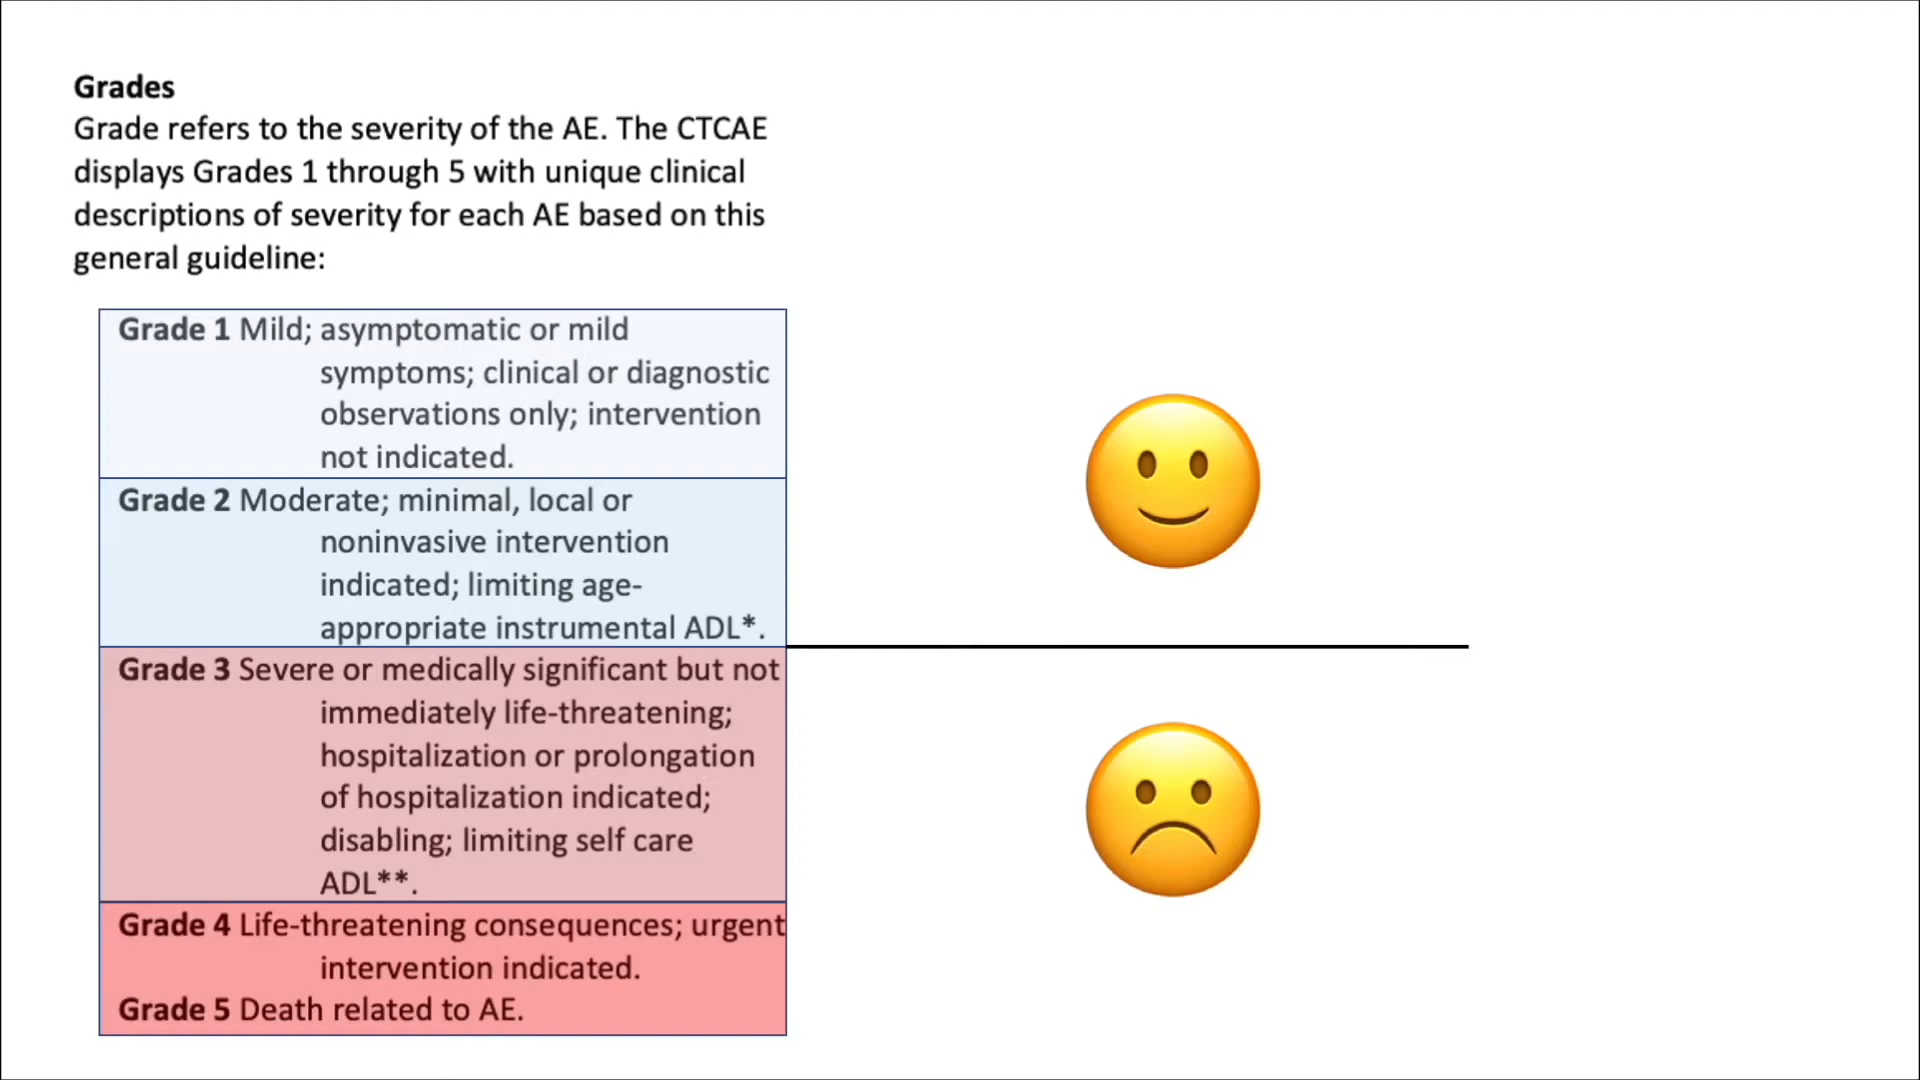 Grades
Grade refers to the severity of the AE. The CTCAE
displays Grades 1 through 5 with unique clinical
descriptions of severity for each AE based on this
general guideline:
Grade 1 Mild; asymptomatic or mild
symptoms; clinical or diagnostic
observations only; intervention
not indicated.
Grade 2 Moderate; minimal, local or
noninvasive intervention
indicated; limiting age-
appropriate instrumental ADL*.
Grade 3 Severe or medically significant but not
immediately life-threatening;
hospitalization or prolongation
of hospitalization indicated;
disabling; limiting self care
ADL**.
Grade 4 Life-threatening consequences; urgent
intervention indicated.
Grade 5 Death related to AE.